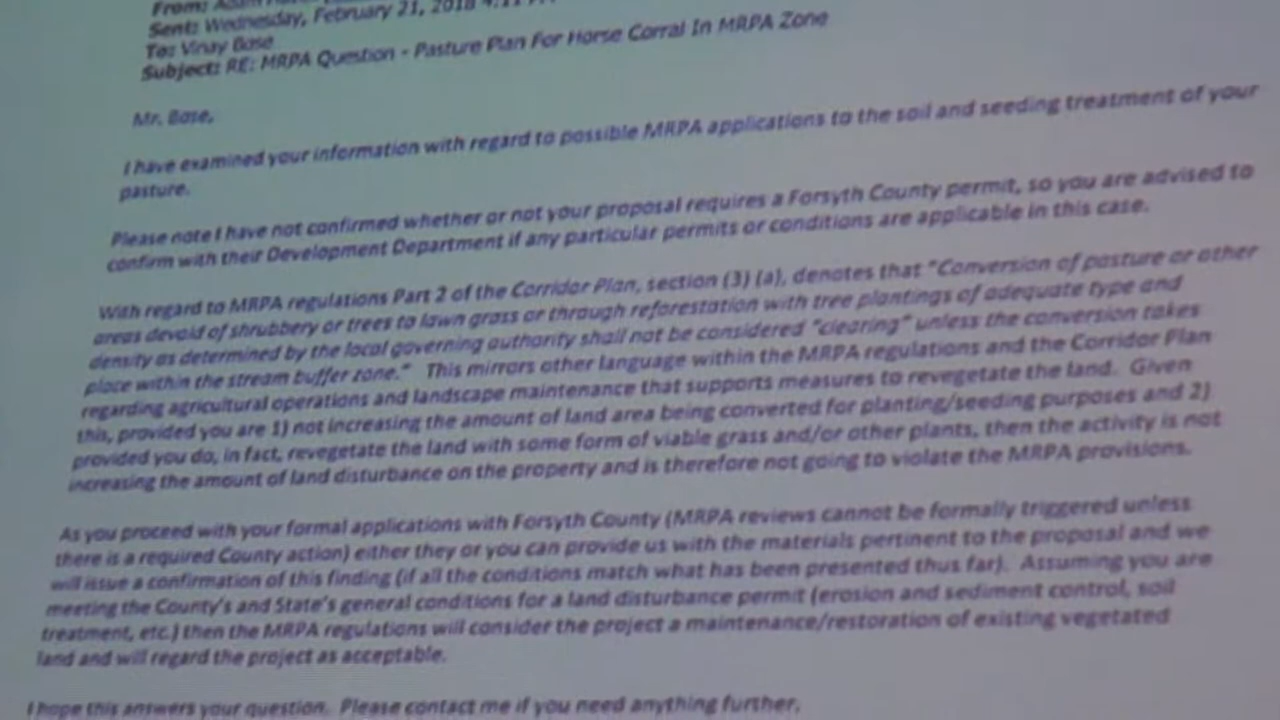 From: Adam
Sent: Wednesday, February 21, 2018 4:11
To: Vinay Bose
Subject: RE: MRPA Question - Pasture Plan For Horse Corral In MRPA Zone
Mr. Bose,
I have examined your information with regard to possible MRPA applications to the soil and seeding treatment of your
pasture.
Please note I have not confirmed whether or not your proposal requires a Forsyth County permit, so you are advised to
confirm with their Development Department if any particular permits or conditions are applicable in this case.
With regard to MRPA regulations Part 2 of the Corridor Plan, section (3) (a), denotes that "Conversion of pasture or other
areas devoid of shrubbery or trees to lawn grass or through reforestation with tree plantings of adequate type and
density as determined by the local governing authority shall not be considered "clearing" unless the conversion takes
place within the stream buffer zone." This mirrors other language within the MRPA regulations and the Corridor Plan
regarding agricultural operations and landscape maintenance that supports measures to revegetate the land. Given
this, provided you are 1) not increasing the amount of land area being converted for planting/seeding purposes and 2)
provided you do, in fact, revegetate the land with some form of viable grass and/or other plants, then the activity is not
increasing the amount of land disturbance on the property and is therefore not going to violate the MRPA provisions.
As you proceed with your formal applications with Forsyth County (MRPA reviews cannot be formally triggered unless
there is a required County action) either they or you can provide us with the materials pertinent to the proposal and we
will issue a confirmation of this finding (if all the conditions match what has been presented thus far). Assuming you are
meeting the County's and State's general conditions for a land disturbance permit (erosion and sediment control, soil
treatment, etc.) then the MRPA regulations will consider the project a maintenance/restoration of existing vegetated
land and will regard the project as acceptable.
I hope this answers your question. Please contact me if you need anything further.